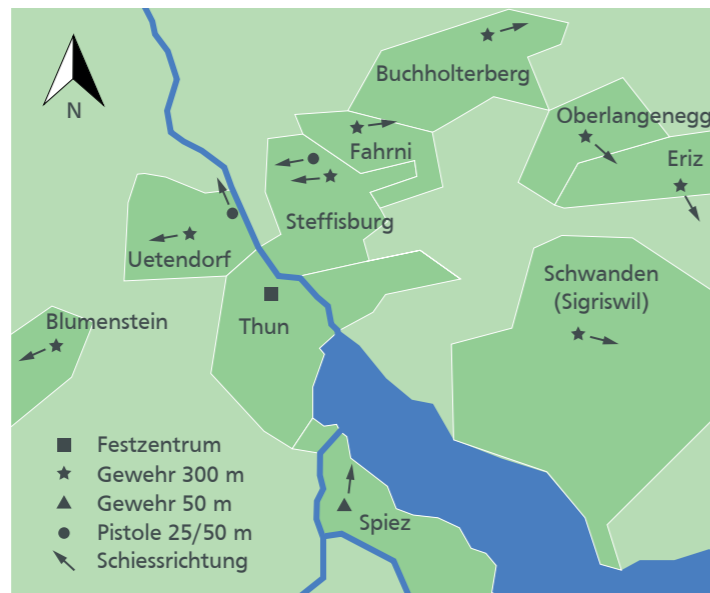 N
Buchholterberg
Oberlangenegg
Fahrni
Eriz
Steffisburg
Uetendorf
Schwanden
(Sigriswil)
Blumenstein
Thun
Festzentrum
Gewehr 300 m
Gewehr 50 m
Pistole 25/50 m
Schiessrichtung
Spiez